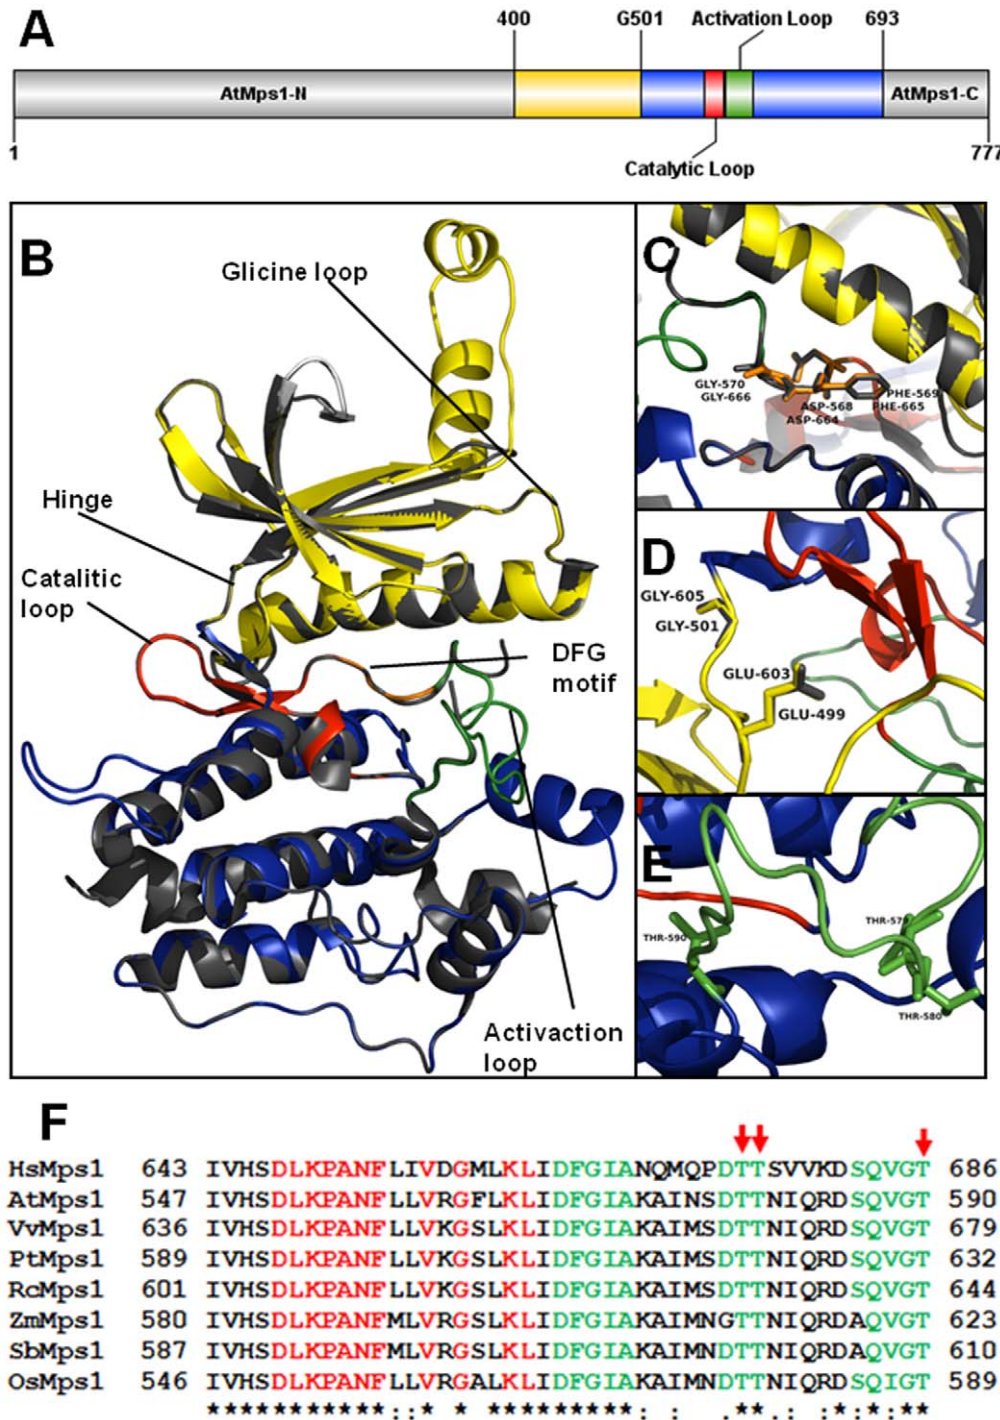 A
400 G501 Activation Loop 693
AtMps1-N AtMps1-C
1 777
Catalytic Loop
B
Glicine loop
Hinge
Catalitic
loop
DFG
motif
Activaction
loop
C
GLY-570
GLY-666
PHE-569
ASP-568 PHE-665
ASP-664
D
GLY-605
GLY-501
GLU-603
GLU-499
E
THR-579
THR-590
THR-580
F
HsMps1 643 IVHSDLKPANFLIVDGMLKLIDFGIANQMQPDTTSVVKDSQVGT 686
AtMps1 547 IVHSDLKPANFLLVRGFLKLIDFGIAKAINSDTTNIQRDSQVGT 590
VvMps1 636 IVHSDLKPANFLLVKGSLKLIDFGIAKAIMSDTTNIQRDSQVGT 679
PtMps1 589 IVHSDLKPANFLLVKGSLKLIDFGIAKAIMSDTTNIQRDSQVGT 632
RcMps1 601 IVHSDLKPANFLLVKGSLKLIDFGIAKAIMSDTTNIQRDSQVGT 644
ZmMps1 580 IVHSDLKPANFMLVRGSLKLIDFGIAKAIMNGTTNIQRDAQVGT 623
SbMps1 587 IVHSDLKPANFMLVRGSLKLIDFGIAKAIMNDTTNIQRDAQVGT 610
OsMps1 546 IVHSDLKPANFLLVRGALKLIDFGIAKAIMNDTTNIQRDSQIGT 589
***********::* * *********: : .**.: :*:*:**